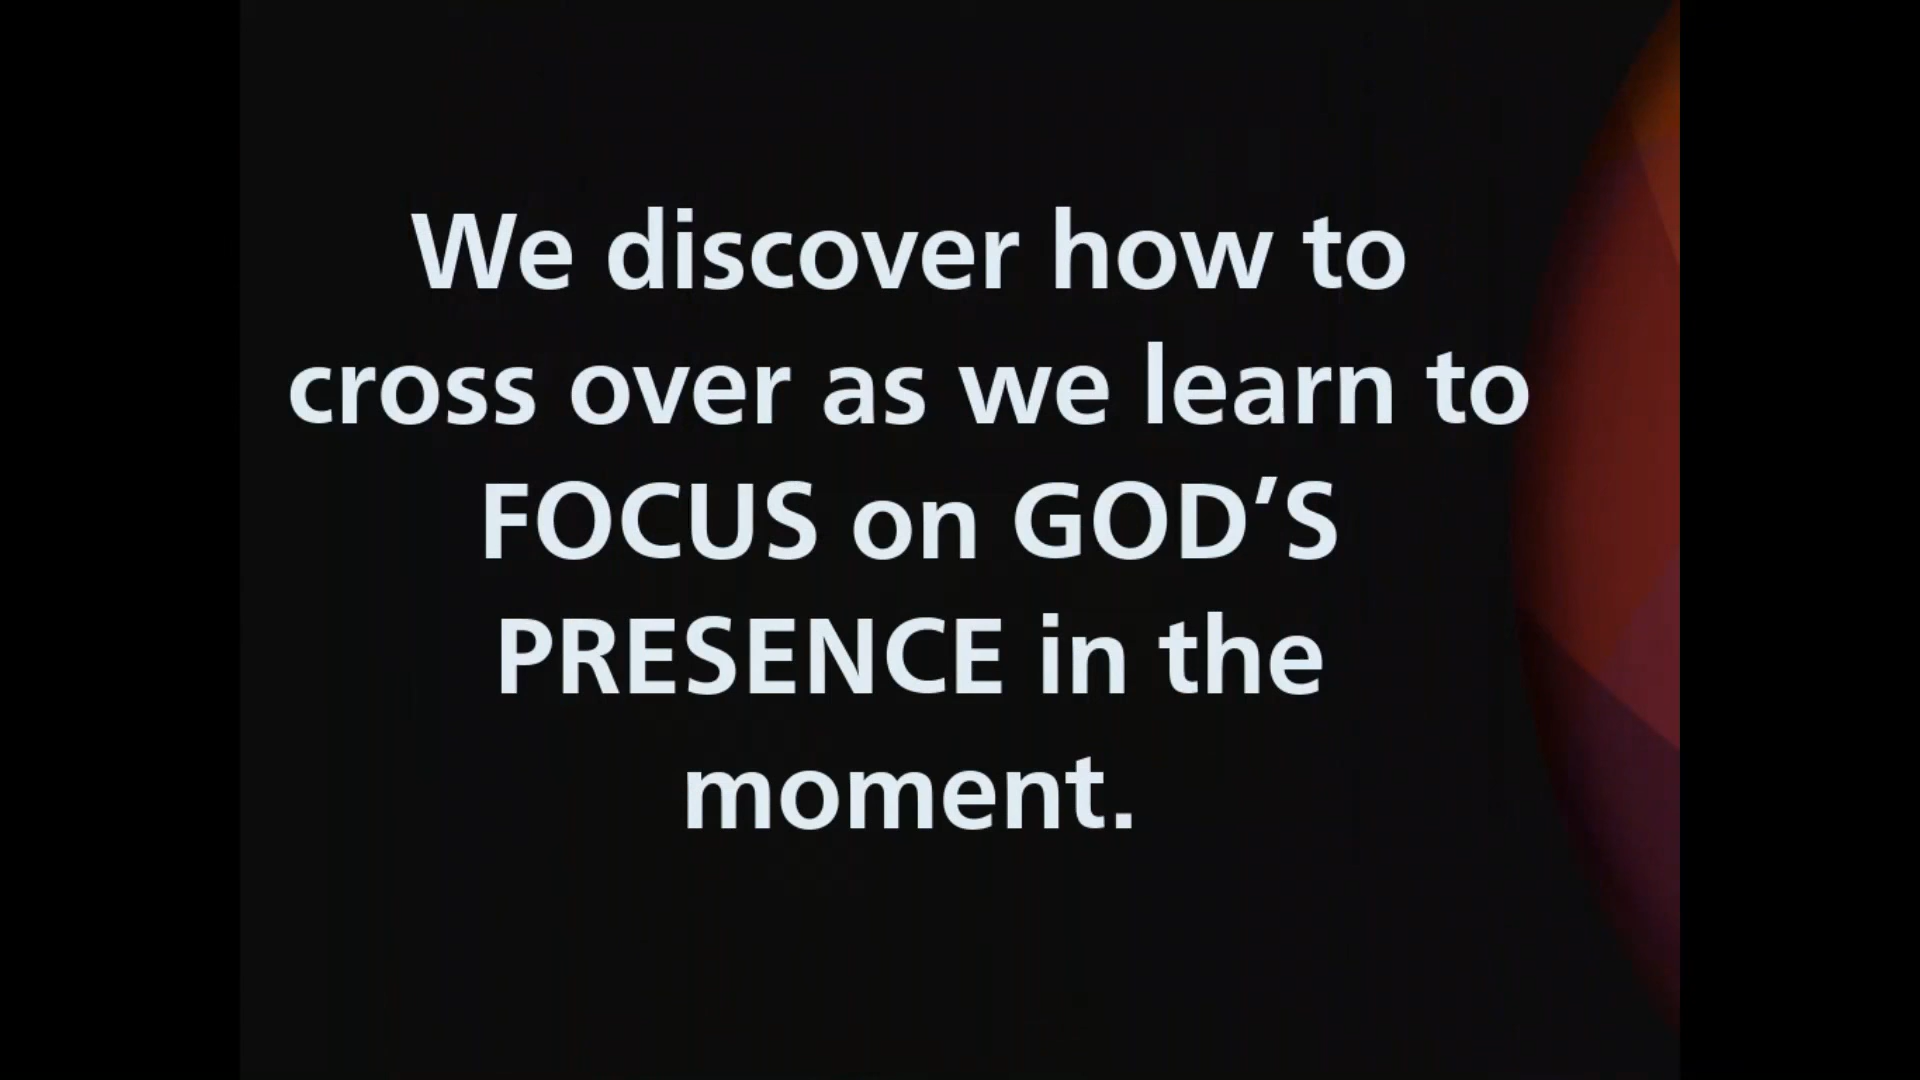 We discover how to
cross over as we learn to
FOCUS on GOD’S
PRESENCE in the
moment.